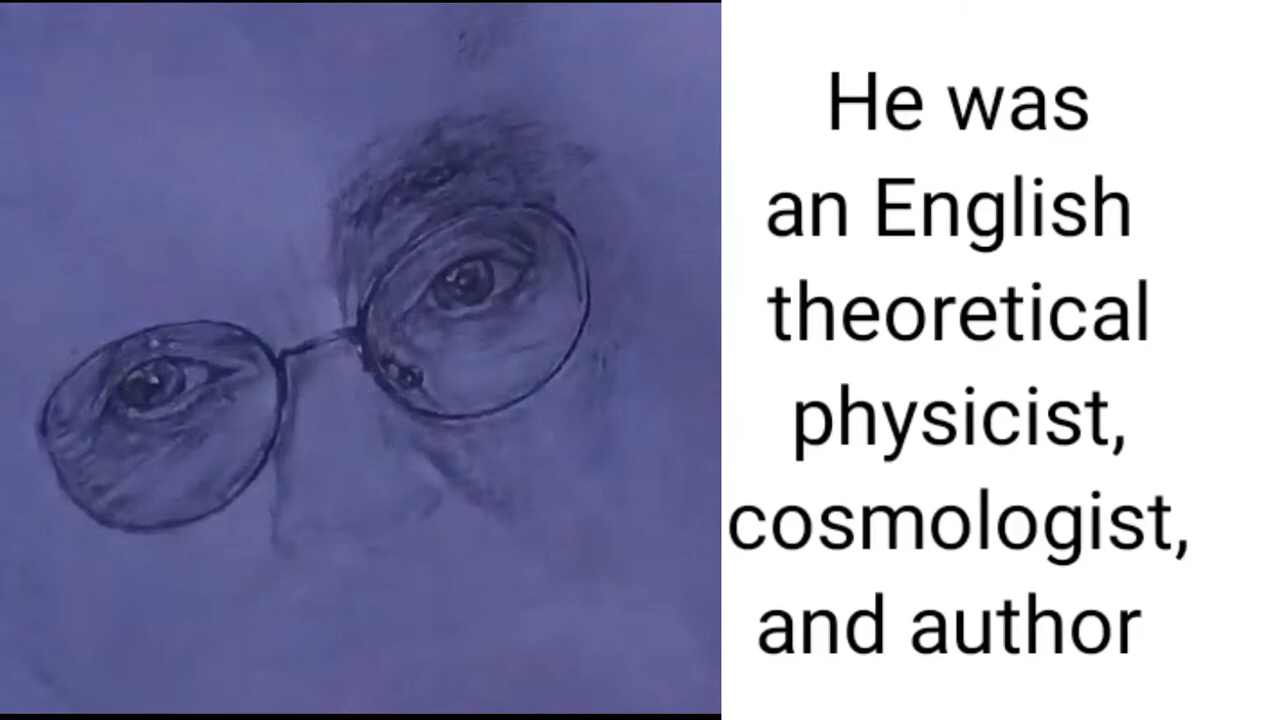 He was
an English
theoretical
physicist,
cosmologist,
and author